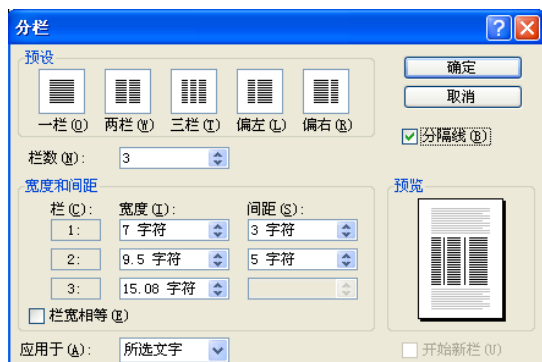 分栏
预设
确定
取消
一栏(O) 两栏(W) 三栏(T) 偏左(L) 偏右(R)
分隔线(B)
栏数(N): 3
宽度和间距
预览
栏(C): 宽度(I): 间距(S):
1: 7 字符 3 字符
2: 9.5 字符 5 字符
3: 15.08 字符
栏宽相等(E)
应用于(A): 所选文字
开始新栏(U)